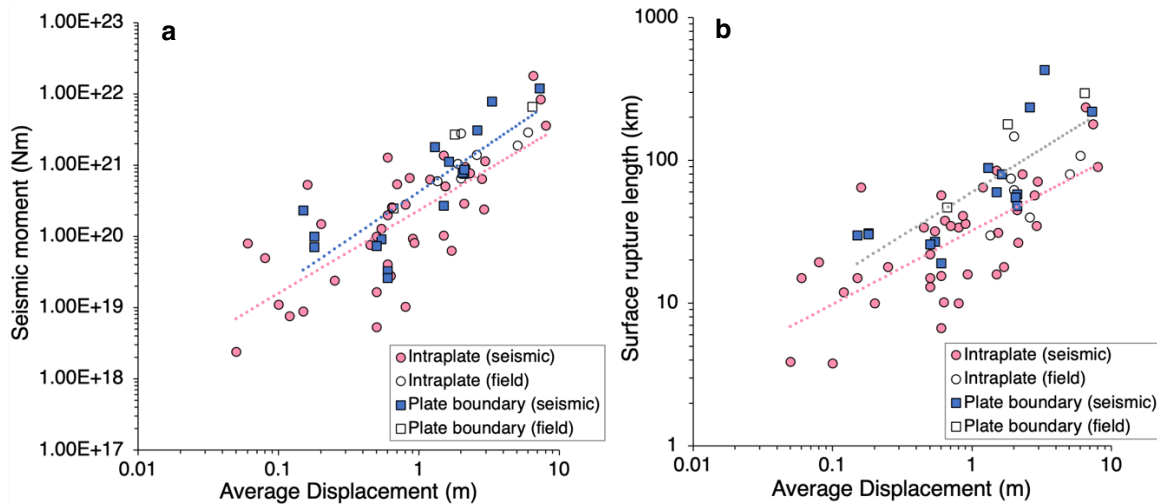 a
1.00E+23
1.00E+22
1.00E+21
1.00E+20
1.00E+19
1.00E+18
1.00E+17
Seismic moment (Nm)
0.01 0.1 1 10
Average Displacement (m)
Intraplate (seismic)
Intraplate (field)
Plate boundary (seismic)
Plate boundary (field)
b
1000
100
10
1
Surface rupture length (km)
0.01 0.1 1 10
Average Displacement (m)
Intraplate (seismic)
Intraplate (field)
Plate boundary (seismic)
Plate boundary (field)